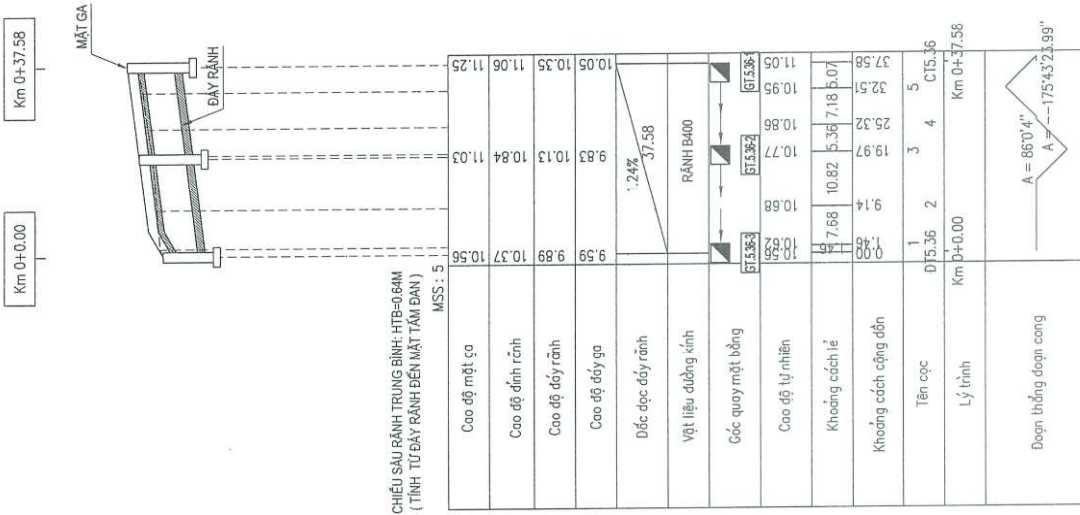 Km 0+0.00 Km 0+37.58
MẶT GA
ĐÁY RÃNH
CHIỀU SÂU RÃNH TRUNG BÌNH: HTB=0.64M
( TÍNH TỪ ĐÁY RÃNH ĐẾN MẶT TẤM ĐAN )
MSS : 5
Cao độ mặt ga 10.56 11.03 11.25
Cao độ đỉnh rãnh 10.37 10.84 11.06
Cao độ đáy rãnh 9.89 10.13 10.35
Cao độ đáy ga 9.59 9.83 10.05
Dốc dọc đáy rãnh 1.24% 37.58
Vật liệu đường kính RÃNH B400
Góc quay mặt bằng
GT.5.36-3 GT.5.36-2 GT.5.36-1
Cao độ tự nhiên 10.56 10.62 10.68 10.77 10.86 10.95 11.05
Khoảng cách lẻ 1.46 7.68 10.82 5.36 7.18 5.07
Khoảng cách cộng dồn 0.00 1.46 9.14 19.97 25.32 32.51 37.58
Tên cọc ĐT5.36 1 2 3 4 5 CT5.36
Lý trình Km 0+0.00 Km 0+37.58
Đoạn thẳng đoạn cong A = 86°0'4" A = -175°43'23.99"